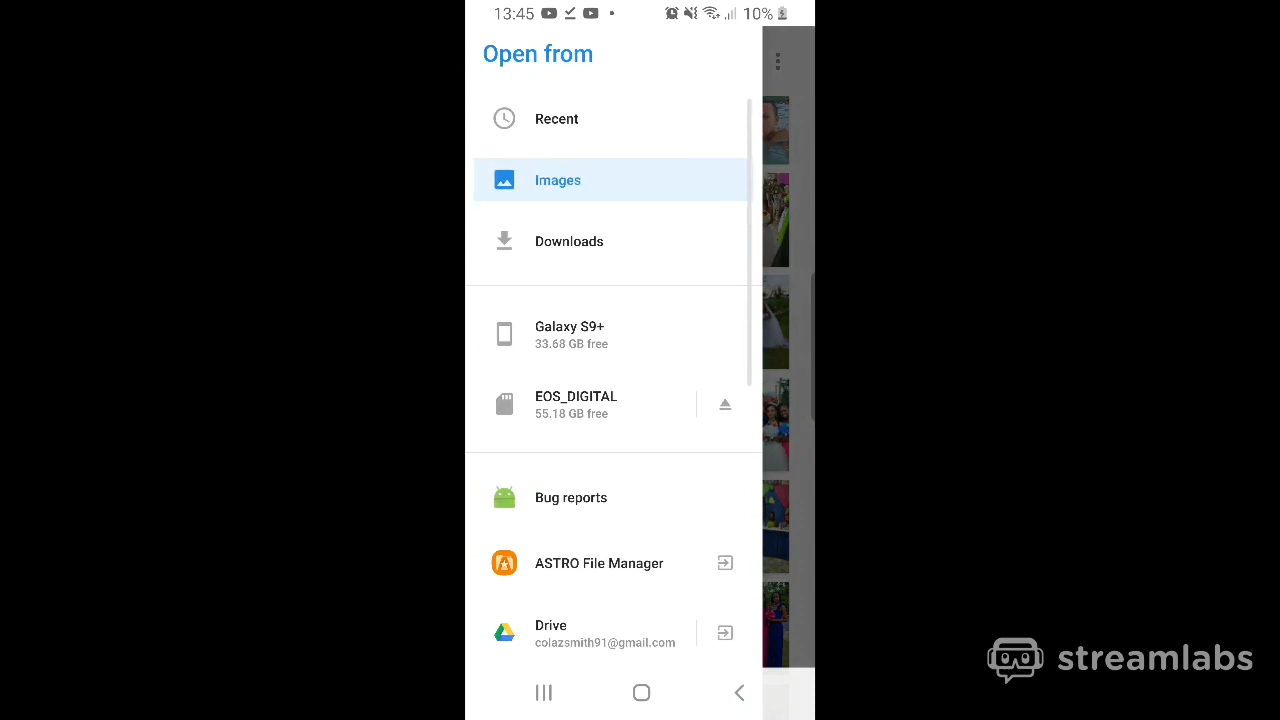 13:45
10%
Open from
Recent
Images
Downloads
Galaxy S9+
33.68 GB free
EOS_DIGITAL
55.18 GB free
Bug reports
ASTRO File Manager
Drive
colazsmith91@gmail.com
streamlabs